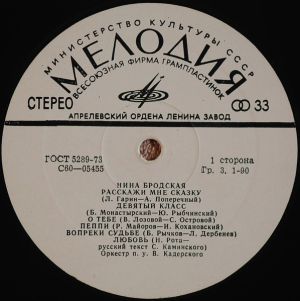 МИНИСТЕРСТВО КУЛЬТУРЫ СССР
МЕЛОДИЯ
ВСЕСОЮЗНАЯ ФИРМА ГРАМПЛАСТИНОК
СТЕРЕО
33
АПРЕЛЕВСКИЙ ОРДЕНА ЛЕНИНА ЗАВОД
ГОСТ 5289-73
С60—05455
1 сторона
Гр. 3. 1-90
НИНА БРОДСКАЯ
РАССКАЖИ МНЕ СКАЗКУ
(Л. Гарин—А. Поперечный)
ДЕВЯТЫЙ КЛАСС
(Б. Монастырский—Ю. Рыбчинский)
О ТЕБЕ (В. Лозовой—С. Островой)
ПЕППИ (Р. Майоров—И. Кохановский)
ВОПРЕКИ СУДЬБЕ (Б. Рычков—Л. Дербенев)
ЛЮБОВЬ (Н. Рота—
русский текст С. Каминского)
Оркестр п. у. В. Кадерского